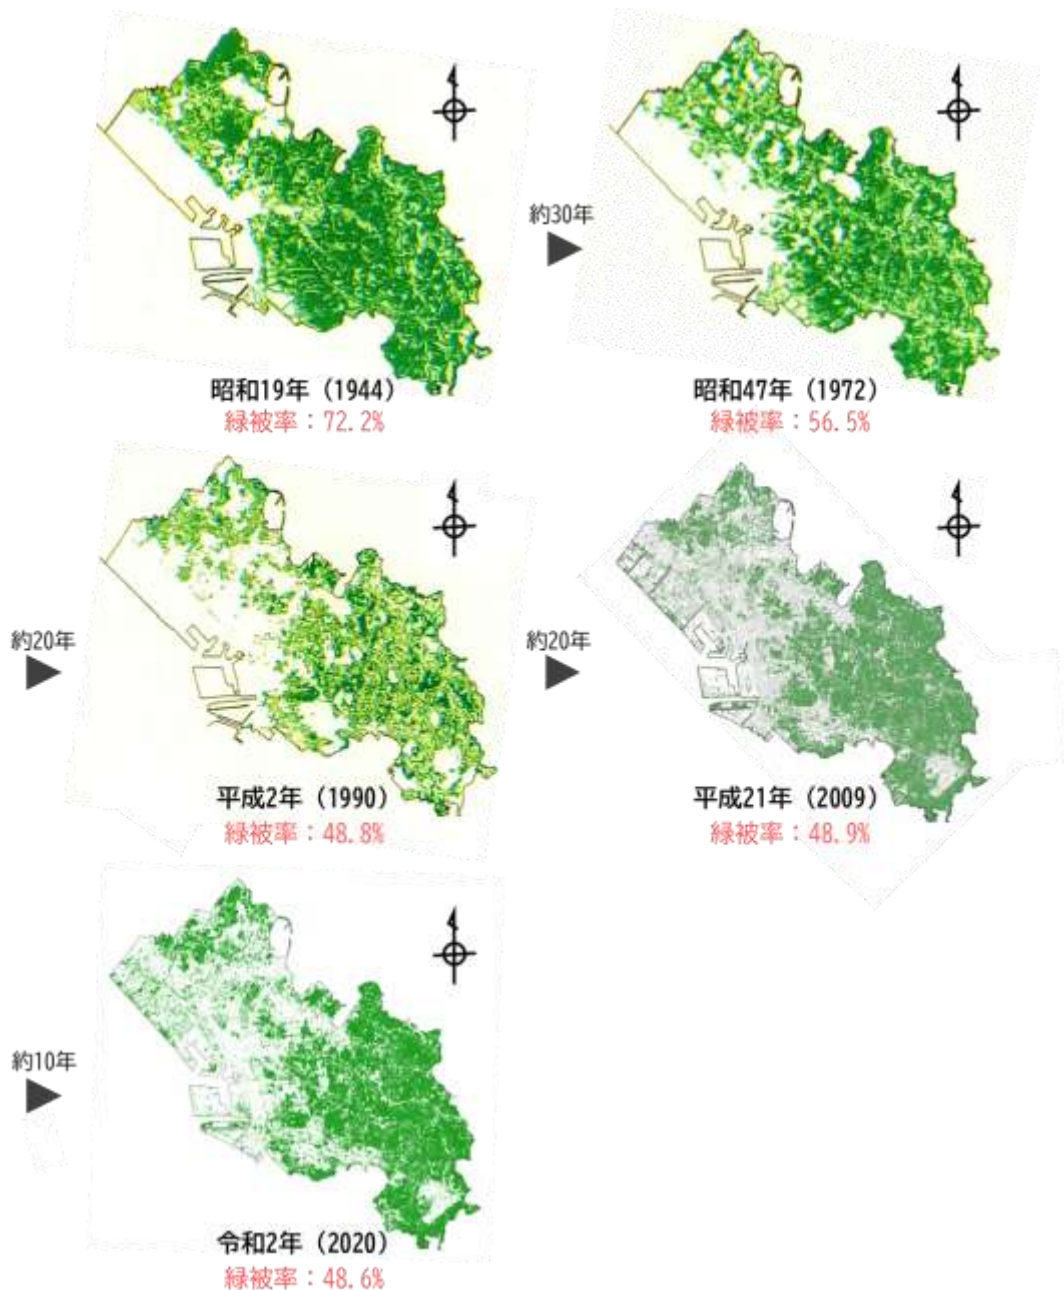 約30年
昭和19年（1944）
緑被率：72.2%
昭和47年（1972）
緑被率：56.5%
約20年
約20年
平成2年（1990）
緑被率：48.8%
平成21年（2009）
緑被率：48.9%
約10年
令和2年（2020）
緑被率：48.6%